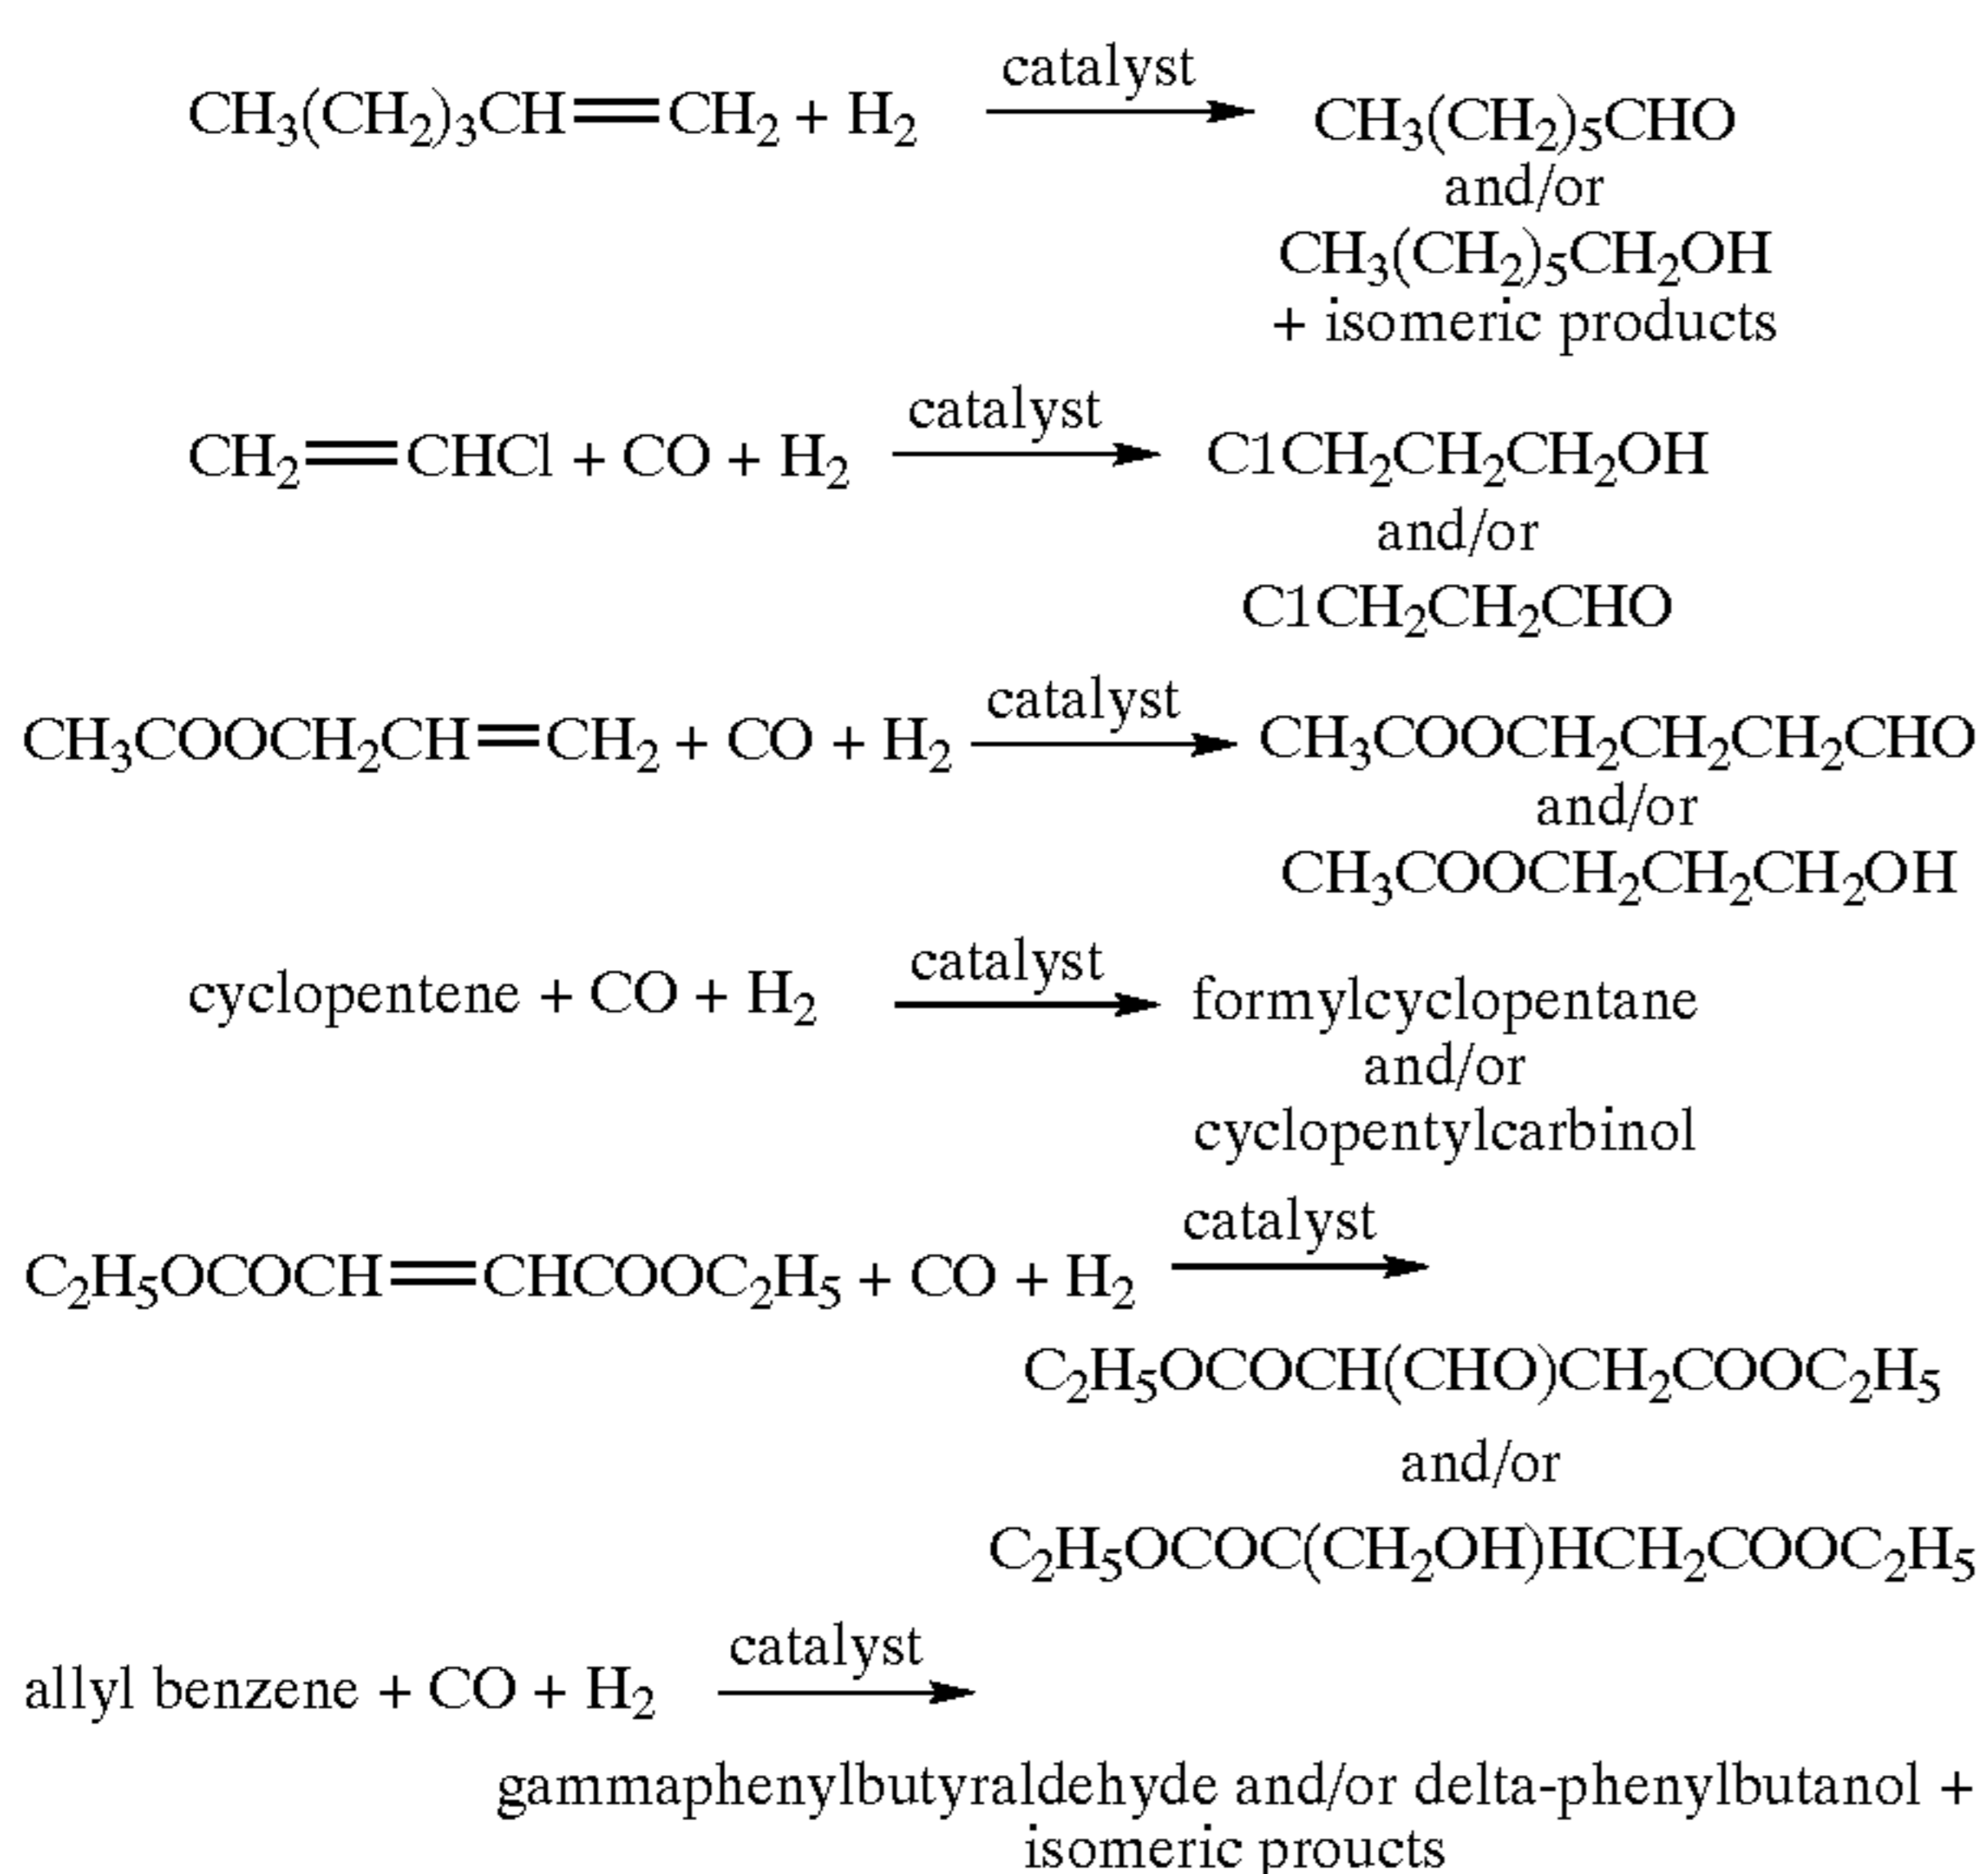 catalyst
CH₃(CH₂)₃CH=CH₂ + H₂ → CH₃(CH₂)₅CHO
and/or
CH₃(CH₂)₅CH₂OH
+ isomeric products
catalyst
CH₂=CHCl + CO + H₂ → C1CH₂CH₂CH₂OH
and/or
C1CH₂CH₂CHO
catalyst
CH₃COOCH₂CH=CH₂ + CO + H₂ → CH₃COOCH₂CH₂CH₂CHO
and/or
CH₃COOCH₂CH₂CH₂OH
catalyst
cyclopentene + CO + H₂ → formylcyclopentane
and/or
cyclopentylcarbinol
catalyst
C₂H₅OCOCH=CHCOOC₂H₅ + CO + H₂ →
C₂H₅OCOCH(CHO)CH₂COOC₂H₅
and/or
C₂H₅OCOC(CH₂OH)HCH₂COOC₂H₅
catalyst
allyl benzene + CO + H₂ →
gammaphenylbutyraldehyde and/or delta-phenylbutanol +
isomeric proucts